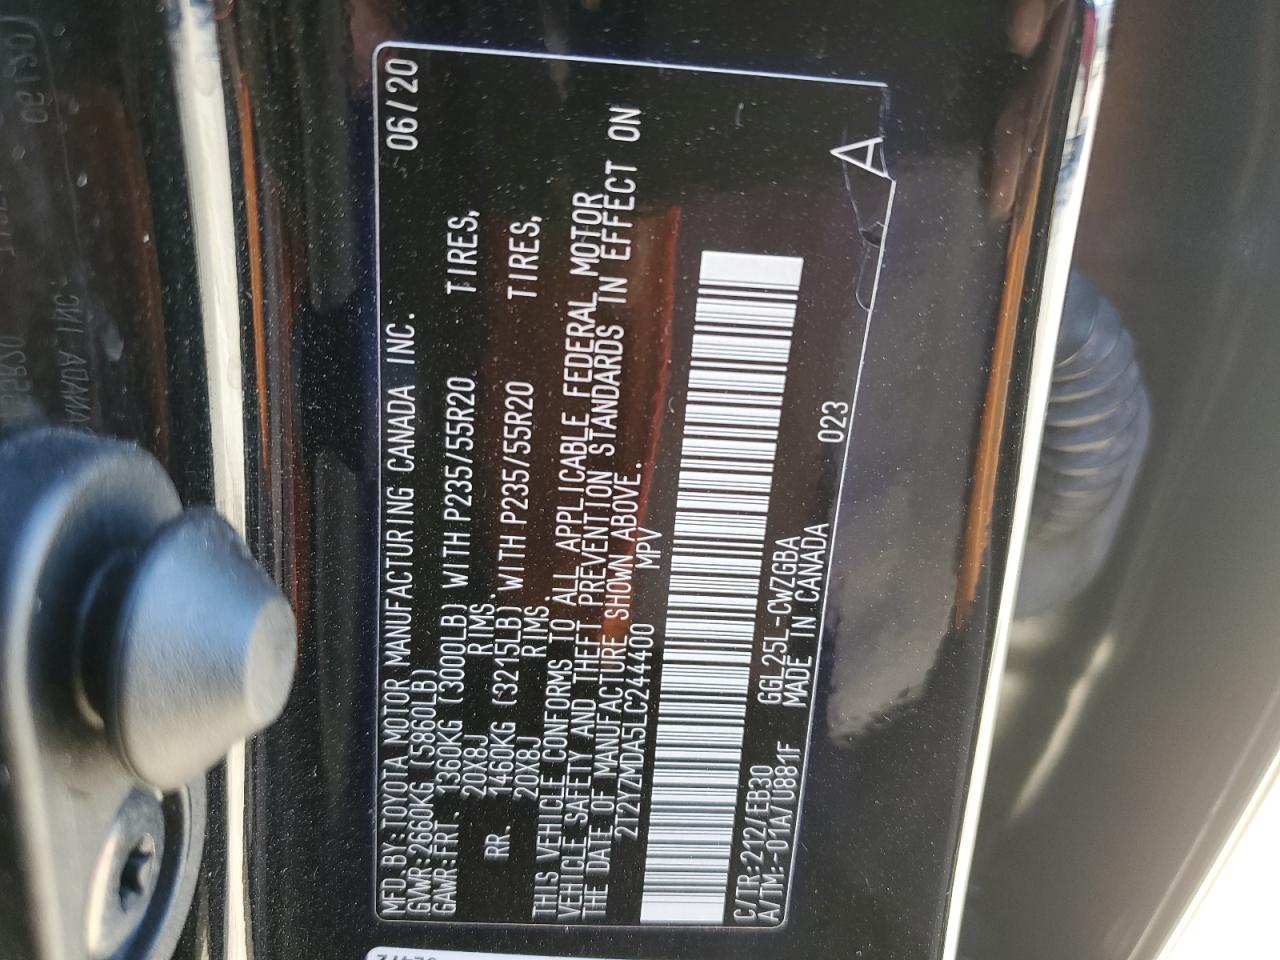 MFD.BY:TOYOTA MOTOR MANUFACTURING CANADA INC. 06/20
GVWR:2660KG (5860LB)
GAWR:FRT. 1360KG (3000LB) WITH P235/55R20 TIRES,
20X8J RIMS
RR. 1460KG (3215LB) WITH P235/55R20 TIRES,
20X8J RIMS
THIS VEHICLE CONFORMS TO ALL APPLICABLE FEDERAL MOTOR
VEHICLE SAFETY AND THEFT PREVENTION STANDARDS IN EFFECT ON
THE DATE OF MANUFACTURE SHOWN ABOVE.
2T2YZMDA5LC244400 MPV
C/TR:212/EB30 GGL25L-CWZGBA
A/TM:-01A/U881F MADE IN CANADA 023
A